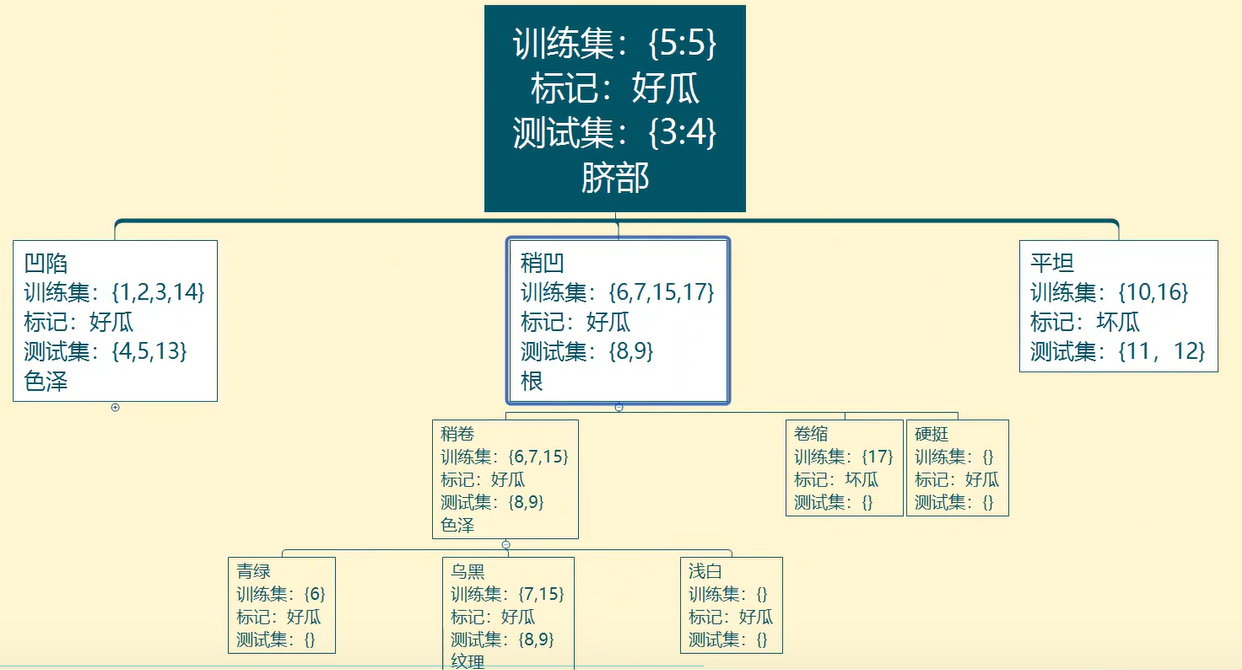 训练集：{5:5}
标记：好瓜
测试集：{3:4}
脐部
凹陷
训练集：{1,2,3,14}
标记：好瓜
测试集：{4,5,13}
色泽
稍凹
训练集：{6,7,15,17}
标记：好瓜
测试集：{8,9}
根
平坦
训练集：{10,16}
标记：坏瓜
测试集：{11，12}
稍卷
训练集：{6,7,15}
标记：好瓜
测试集：{8,9}
色泽
卷缩
训练集：{17}
标记：坏瓜
测试集：{}
硬挺
训练集：{}
标记：好瓜
测试集：{}
青绿
训练集：{6}
标记：好瓜
测试集：{}
乌黑
训练集：{7,15}
标记：好瓜
测试集：{8,9}
纹理
浅白
训练集：{}
标记：好瓜
测试集：{}